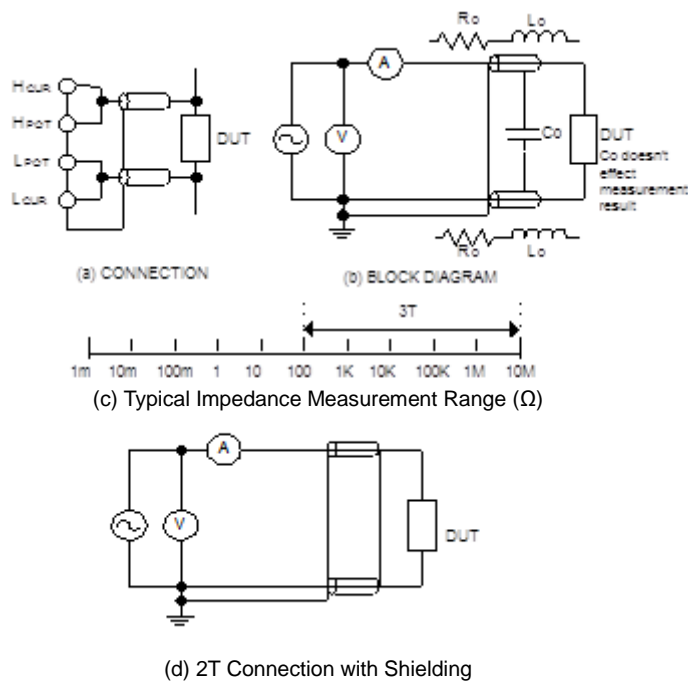 Ro
Lo
HCUR
HPOT
LPOT
LCUR
DUT
A
V
Co
DUT
Co doesn't
effect
measurement
result
Ro
Lo
(a) CONNECTION
(b) BLOCK DIAGRAM
3T
1m 10m 100m 1 10 100 1K 10K 100K 1M 10M
(c) Typical Impedance Measurement Range (Ω)
A
V
DUT
(d) 2T Connection with Shielding